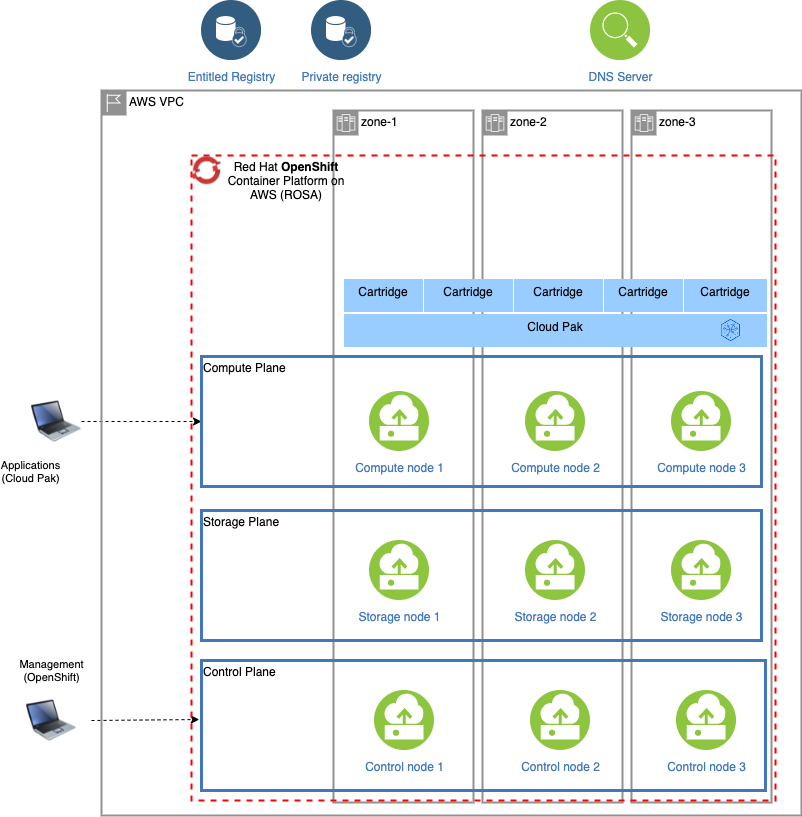 Entitled Registry
Private registry
DNS Server
AWS VPC
zone-1
zone-2
zone-3
Red Hat OpenShift
Container Platform on
AWS (ROSA)
Cartridge
Cartridge
Cartridge
Cartridge
Cartridge
Cloud Pak
Compute Plane
Compute node 1
Compute node 2
Compute node 3
Applications
(Cloud Pak)
Storage Plane
Storage node 1
Storage node 2
Storage node 3
Management
(OpenShift)
Control Plane
Control node 1
Control node 2
Control node 3